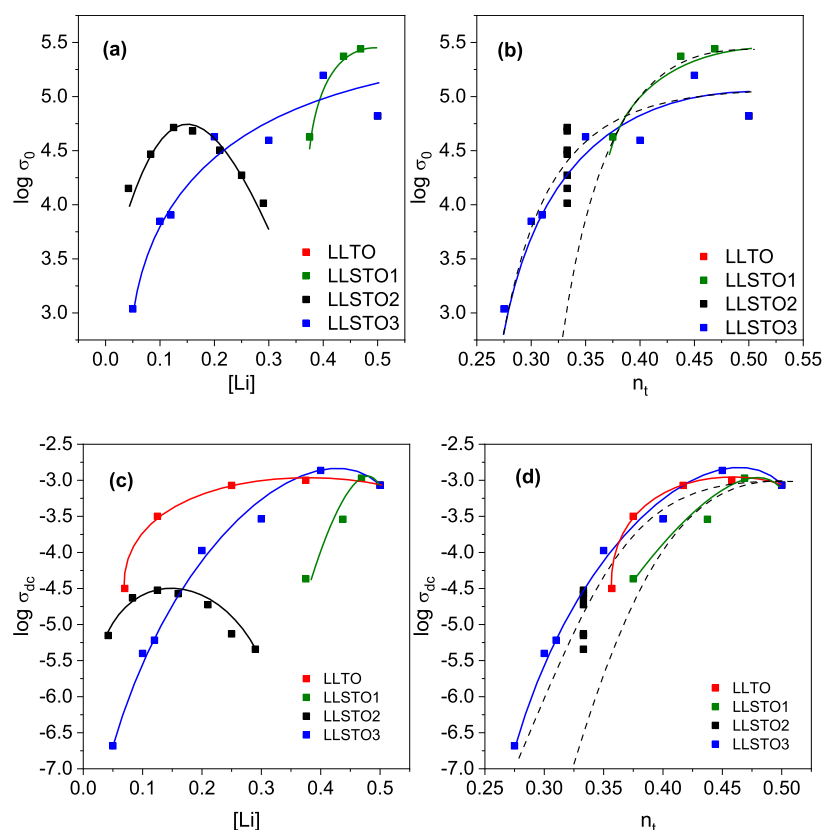 (a)
5.5
5.0
4.5
4.0
3.5
3.0
log σ0
0.0 0.1 0.2 0.3 0.4 0.5
[Li]
LLTO
LLSTO1
LLSTO2
LLSTO3
(b)
5.5
5.0
4.5
4.0
3.5
3.0
log σ0
0.25 0.30 0.35 0.40 0.45 0.50 0.55
nt
LLTO
LLSTO1
LLSTO2
LLSTO3
(c)
-2.5
-3.0
-3.5
-4.0
-4.5
-5.0
-5.5
-6.0
-6.5
-7.0
log σdc
0.0 0.1 0.2 0.3 0.4 0.5
[Li]
LLTO
LLSTO1
LLSTO2
LLSTO3
(d)
-2.5
-3.0
-3.5
-4.0
-4.5
-5.0
-5.5
-6.0
-6.5
-7.0
log σdc
0.25 0.30 0.35 0.40 0.45 0.50
nt
LLTO
LLSTO1
LLSTO2
LLSTO3